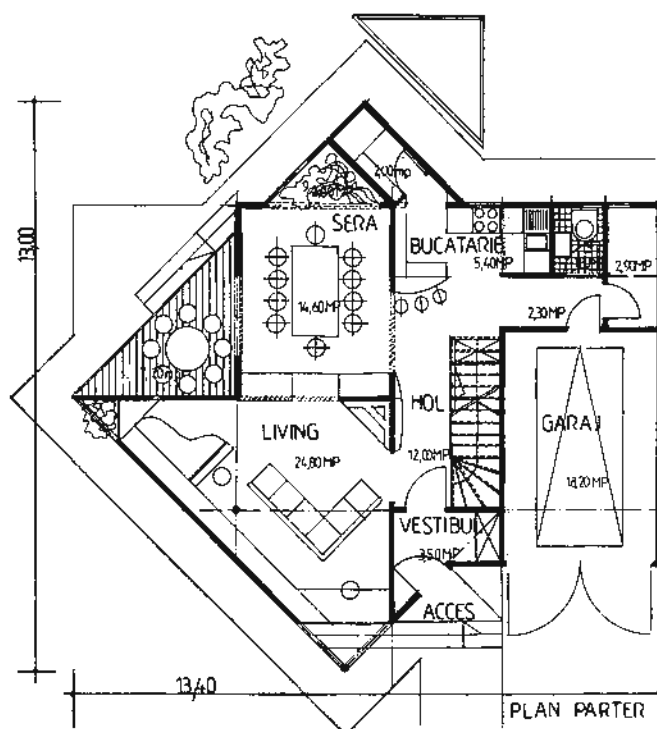 2,00mp
SERA
BUCATARIE
5,40MP
2,90MP
13,00
14,60MP
2,30MP
HOL
GARAJ
LIVING
24,80MP
12,00MP
18,20MP
VESTIBUL
3,50MP
ACCES
13,40
PLAN PARTER